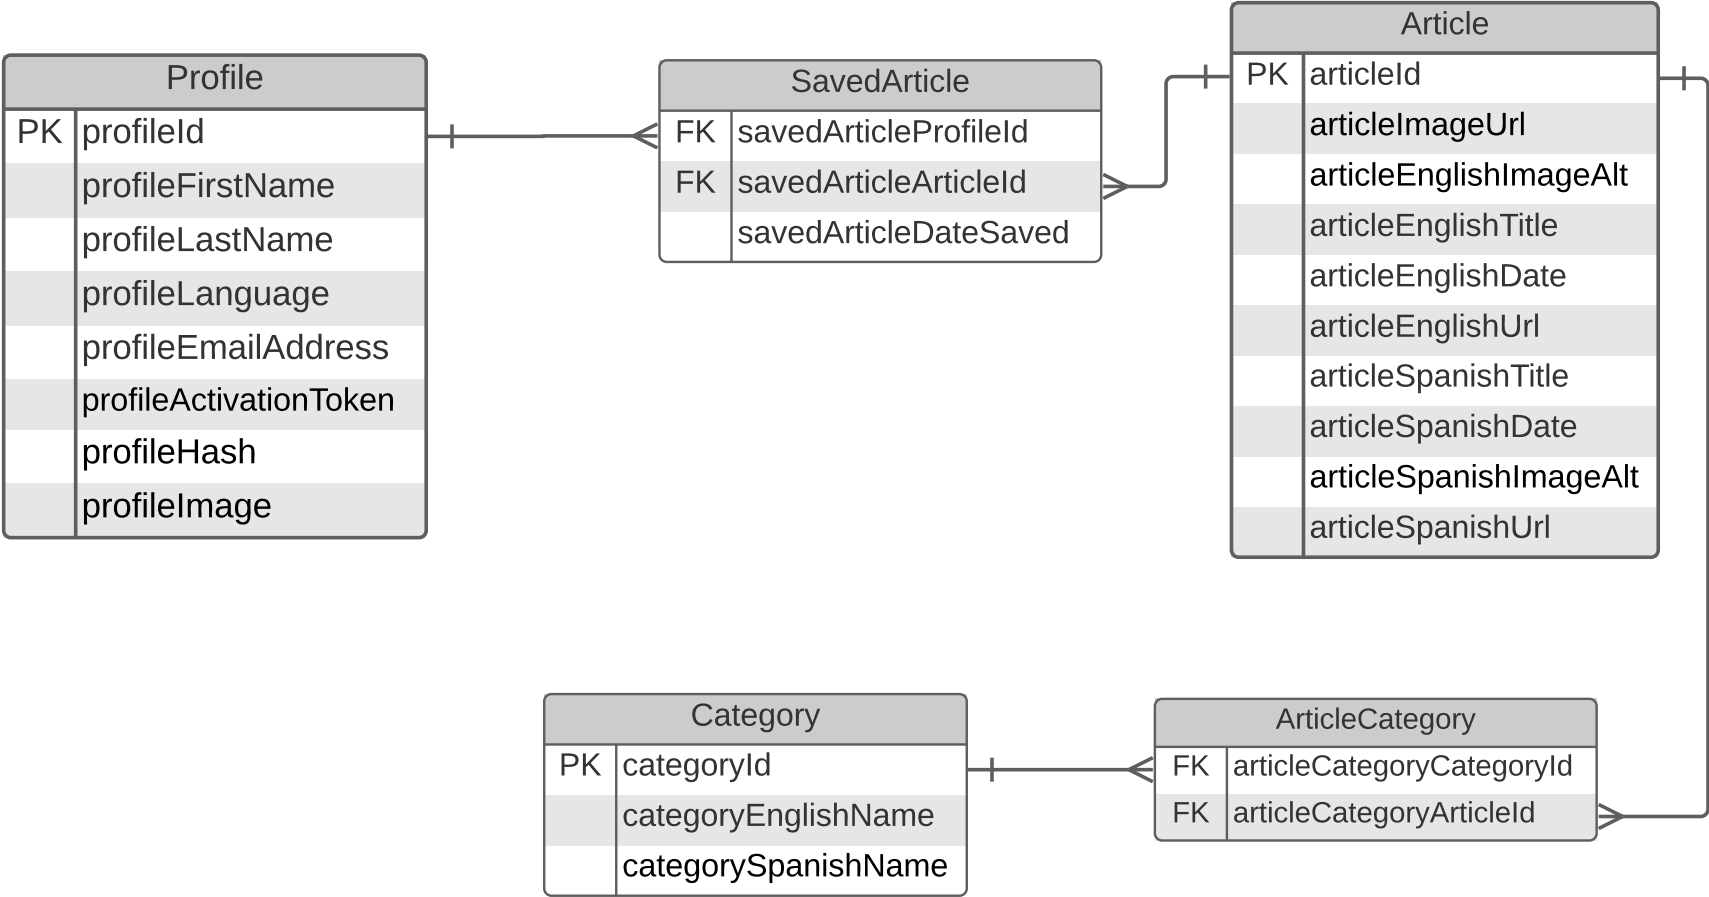 Profile
PK profileId
profileFirstName
profileLastName
profileLanguage
profileEmailAddress
profileActivationToken
profileHash
profileImage
SavedArticle
FK savedArticleProfileId
FK savedArticleArticleId
savedArticleDateSaved
Article
PK articleId
articleImageUrl
articleEnglishImageAlt
articleEnglishTitle
articleEnglishDate
articleEnglishUrl
articleSpanishTitle
articleSpanishDate
articleSpanishImageAlt
articleSpanishUrl
Category
PK categoryId
categoryEnglishName
categorySpanishName
ArticleCategory
FK articleCategoryCategoryId
FK articleCategoryArticleId